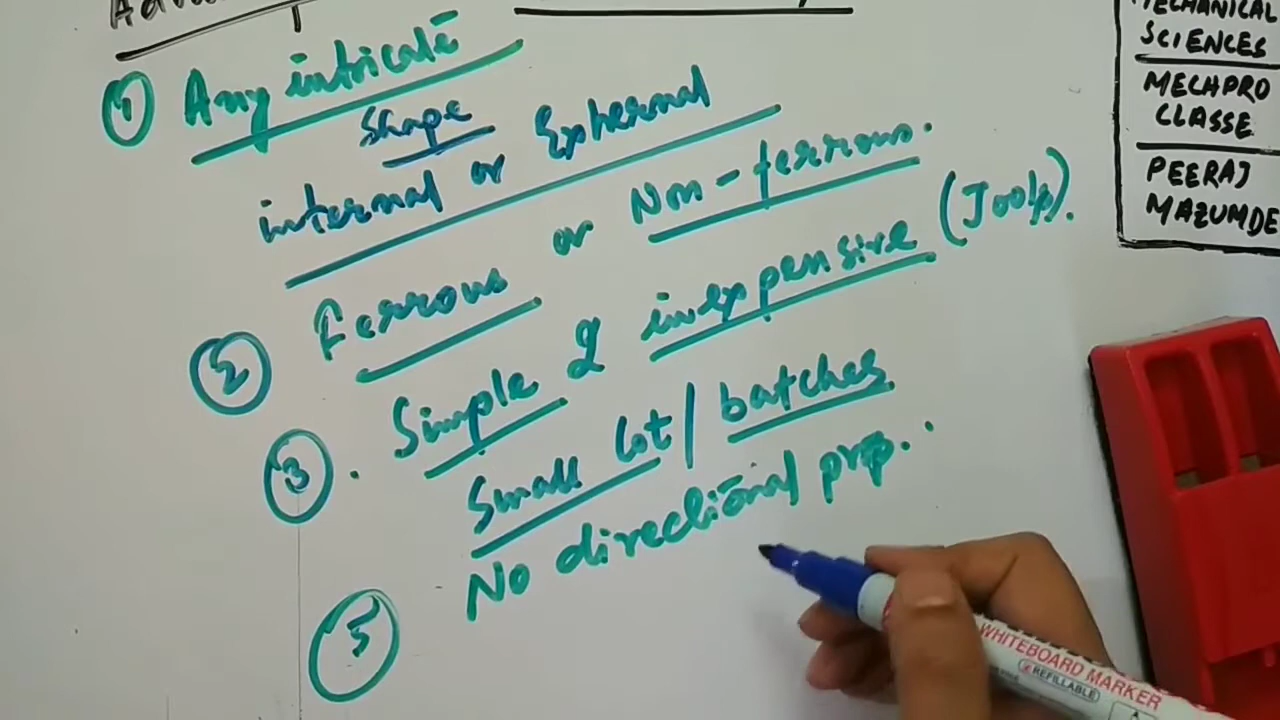 ① Any intricate
shape
internal or External
② Ferrous or Non-ferrous.
③ . Simple & inexpensive (Tools).
Small lot/batches
⑤ No directional prop..
MECHANICAL
SCIENCES
MECHPRO
CLASSE
PEERAJ
MAZUMDE
WHITEBOARD MARKER
REFILLABLE